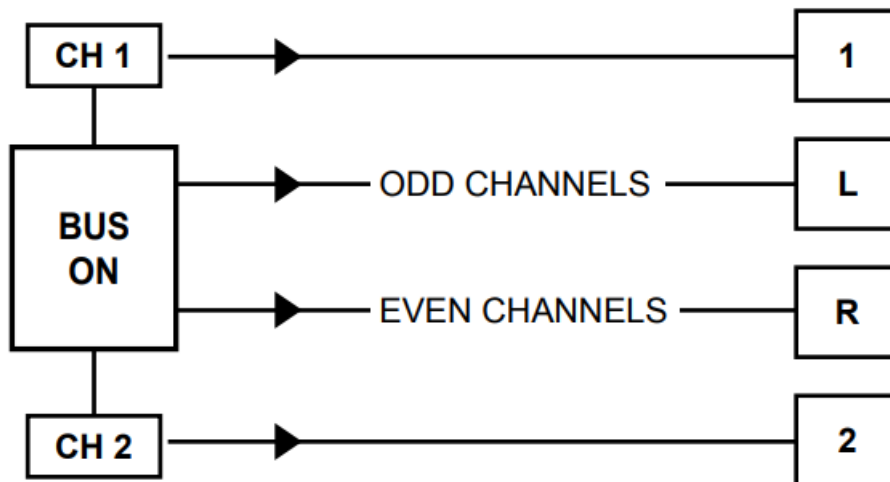 CH 1
1
ODD CHANNELS
L
BUS
ON
EVEN CHANNELS
R
CH 2
2